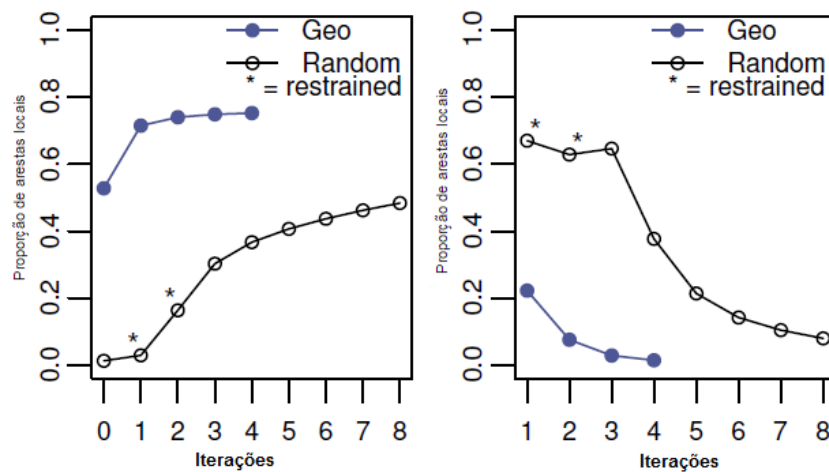 Geo
Random
* = restrained
Proporção de arestas locais
1.0
0.8
0.6
0.4
0.2
0.0
*
*
0 1 2 3 4 5 6 7 8
Iterações
Geo
Random
* = restrained
Proporção de arestas locais
1.0
0.8
0.6
0.4
0.2
0.0
*
*
1 2 3 4 5 6 7 8
Iterações